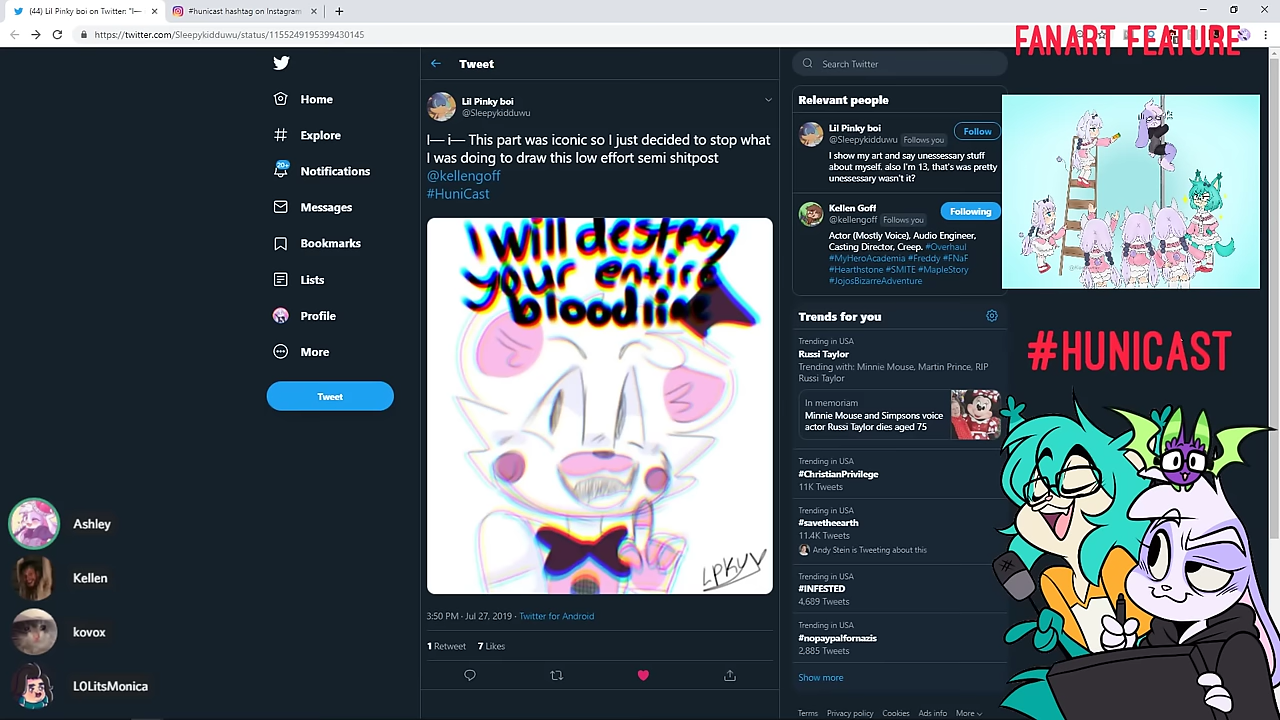 (44) Lil Pinky boi on Twitter: "I—
#hunicast hashtag on Instagram
https://twitter.com/Sleepykidduwu/status/1155249195399430145
FANART FEATURE
Home
Explore
20+
Notifications
Messages
Bookmarks
Lists
Profile
More
Tweet
Ashley
Kellen
kovox
L0LitsMonica
Tweet
Lil Pinky boi
@Sleepykidduwu
I— i— This part was iconic so I just decided to stop what
I was doing to draw this low effort semi shitpost
@kellengoff
#HuniCast
I will destroy
your entire
bloodline
LPKUV
3:50 PM · Jul 27, 2019 · Twitter for Android
1 Retweet 7 Likes
Search Twitter
Relevant people
Lil Pinky boi
@Sleepykidduwu Follows you
Follow
I show my art and say unessessary stuff
about myself. also I'm 13, that's was pretty
unessessary wasn't it?
Kellen Goff
@kellengoff Follows you
Following
Actor (Mostly Voice), Audio Engineer,
Casting Director, Creep. #Overhaul
#MyHeroAcademia #Freddy #FNaF
#Hearthstone #SMITE #MapleStory
#JojosBizarreAdventure
Trends for you
Trending in USA
Russi Taylor
Trending with: Minnie Mouse, Martin Prince, RIP
Russi Taylor
In memoriam
Minnie Mouse and Simpsons voice
actor Russi Taylor dies aged 75
Trending in USA
#ChristianPrivilege
11K Tweets
Trending in USA
#savetheearth
11.4K Tweets
Andy Stein is Tweeting about this
Trending in USA
#INFESTED
4,689 Tweets
Trending in USA
#nopaypalfornazis
2,885 Tweets
Show more
Terms Privacy policy Cookies Ads info More
#HUNICAST